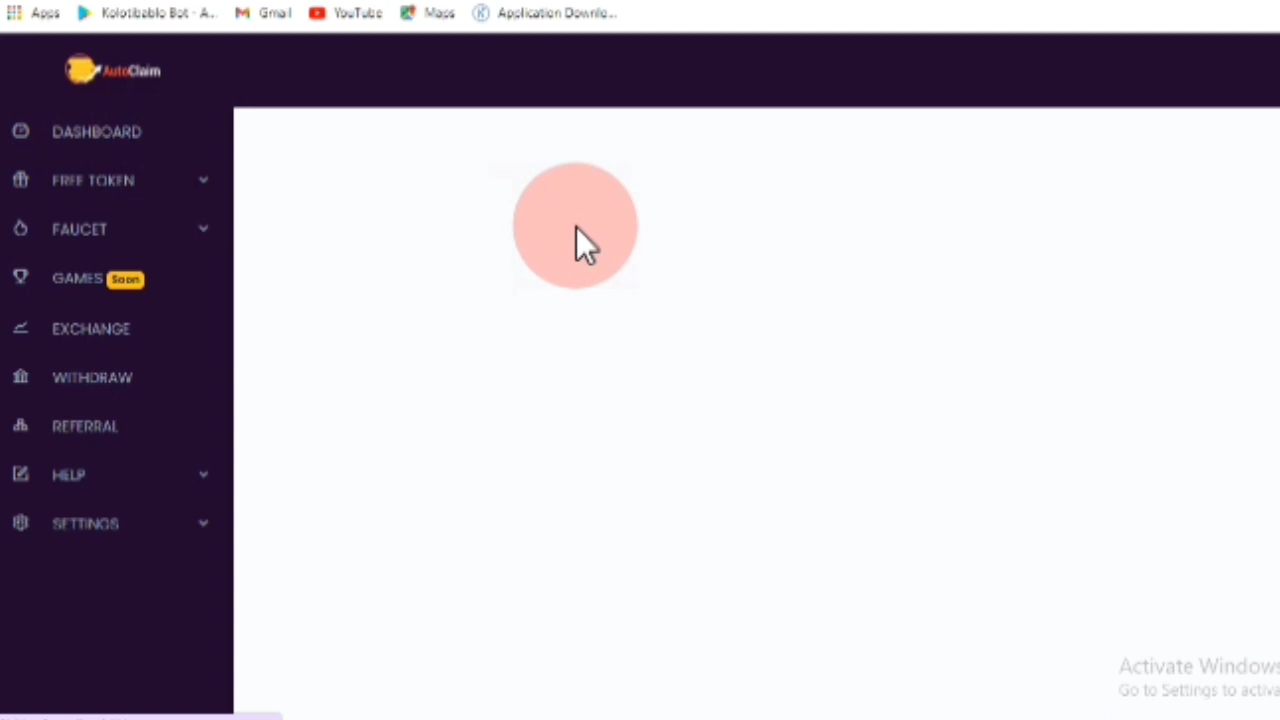 Apps Kolotibablo Bot - A... Gmail YouTube Maps Application Downlo...
AutoClaim
DASHBOARD
FREE TOKEN
FAUCET
GAMES Soon
EXCHANGE
WITHDRAW
REFERRAL
HELP
SETTINGS
Activate Windows
Go to Settings to activa